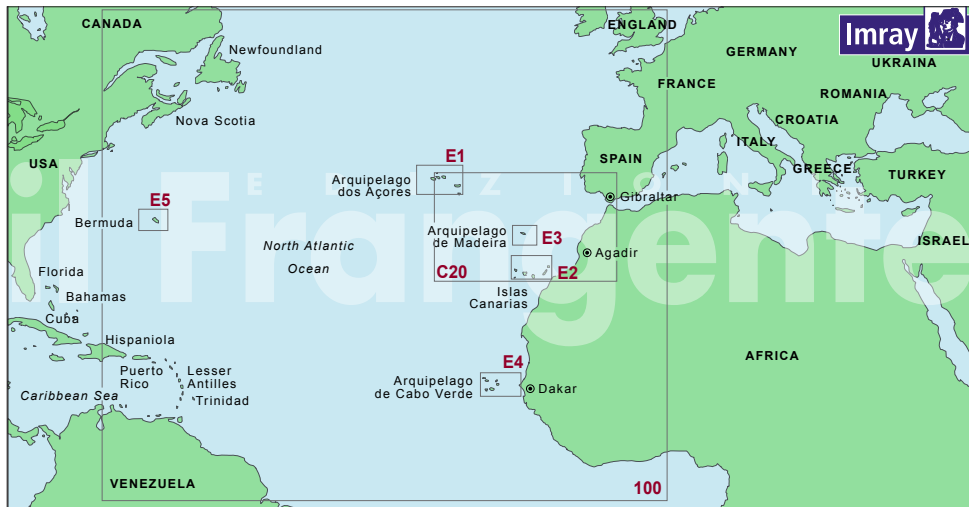 CANADA
ENGLAND
Imray
Newfoundland
GERMANY
UKRAINA
FRANCE
ROMANIA
Nova Scotia
CROATIA
ITALY
USA
E1
SPAIN
GREECE
TURKEY
Arquipelago
dos Açores
EDIZIONI
il Frangente
E5
Bermuda
Gibraltar
Arquipelago
de Madeira
E3
North Atlantic
Ocean
Agadir
ISRAEL
C20
E2
Islas
Canarias
Florida
Bahamas
Cuba
Hispaniola
AFRICA
E4
Puerto
Rico
Lesser
Antilles
Trinidad
Arquipelago
de Cabo Verde
Dakar
Caribbean Sea
VENEZUELA
100